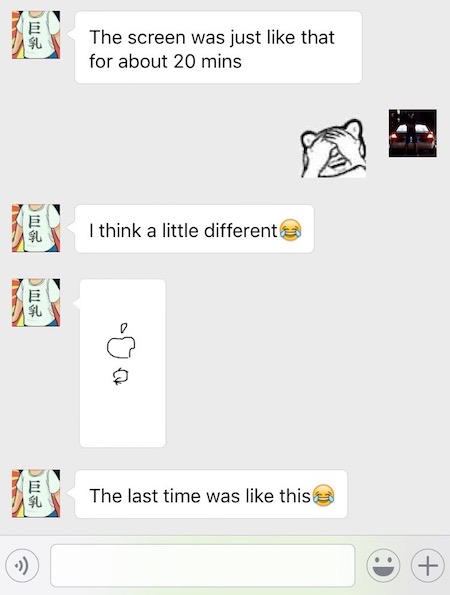 巨
乳
The screen was just like that
for about 20 mins
巨
乳
I think a little different😂
巨
乳
巨
乳
The last time was like this😂